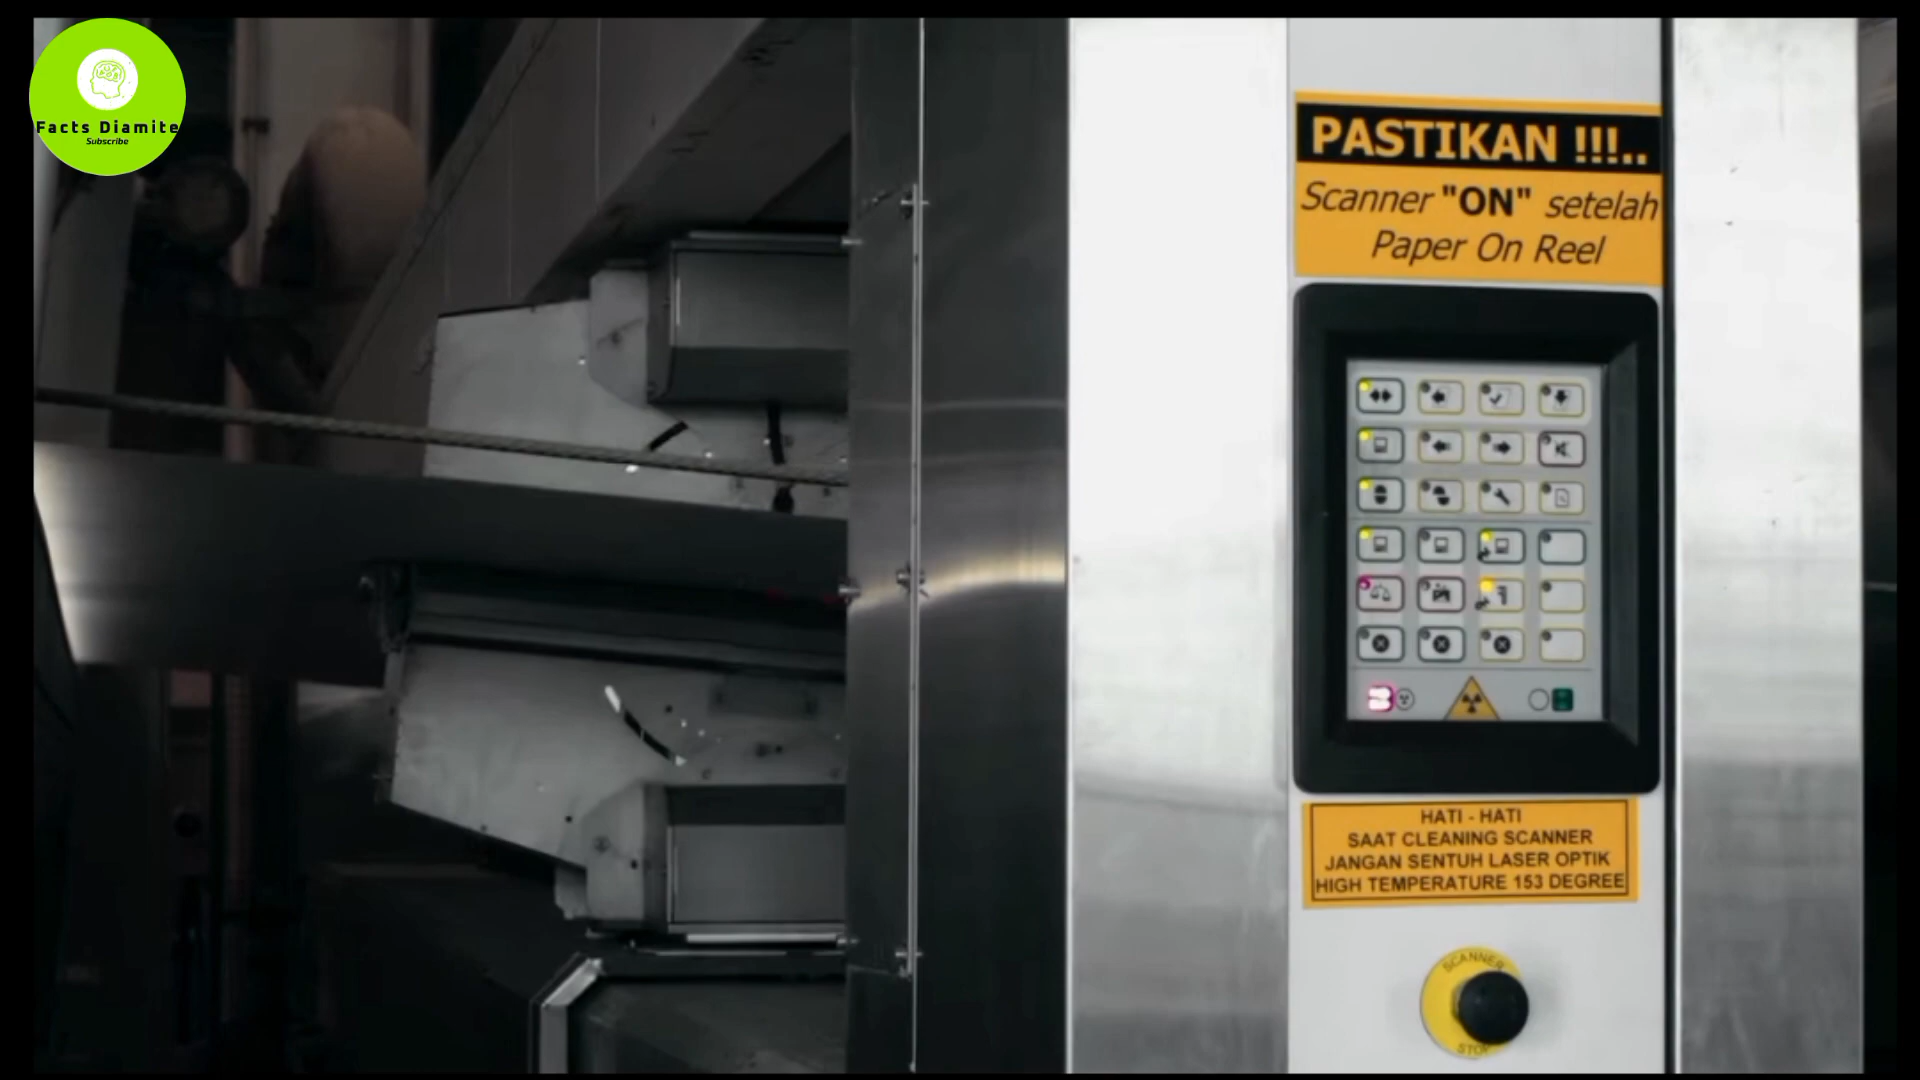 Facts Diamite
Subscribe
PASTIKAN !!!..
Scanner "ON" setelah
Paper On Reel
HATI - HATI
SAAT CLEANING SCANNER
JANGAN SENTUH LASER OPTIK
HIGH TEMPERATURE 153 DEGREE
SCANNER
STOP